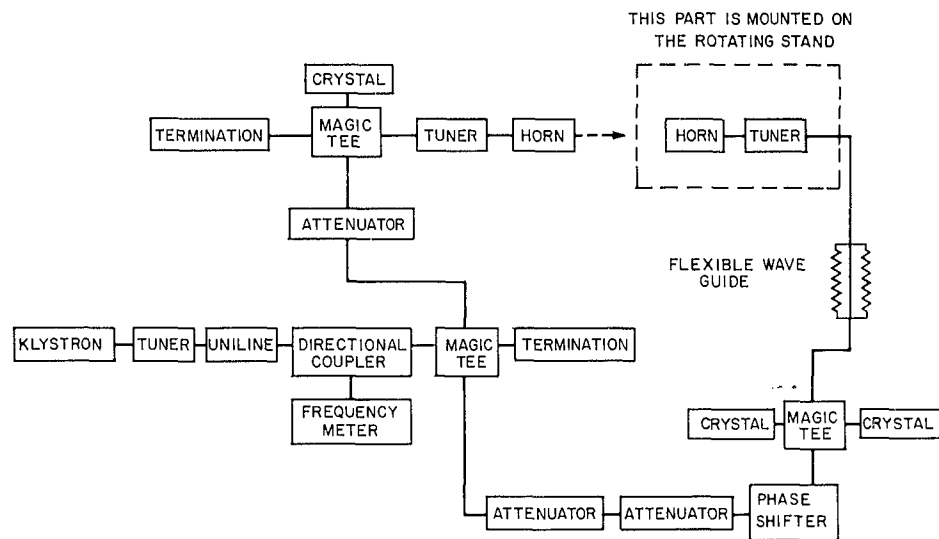 THIS PART IS MOUNTED ON
THE ROTATING STAND
CRYSTAL
TERMINATION
MAGIC
TEE
TUNER
HORN
HORN
TUNER
ATTENUATOR
FLEXIBLE WAVE
GUIDE
KLYSTRON
TUNER
UNILINE
DIRECTIONAL
COUPLER
MAGIC
TEE
TERMINATION
FREQUENCY
METER
CRYSTAL
MAGIC
TEE
CRYSTAL
ATTENUATOR
ATTENUATOR
PHASE
SHIFTER